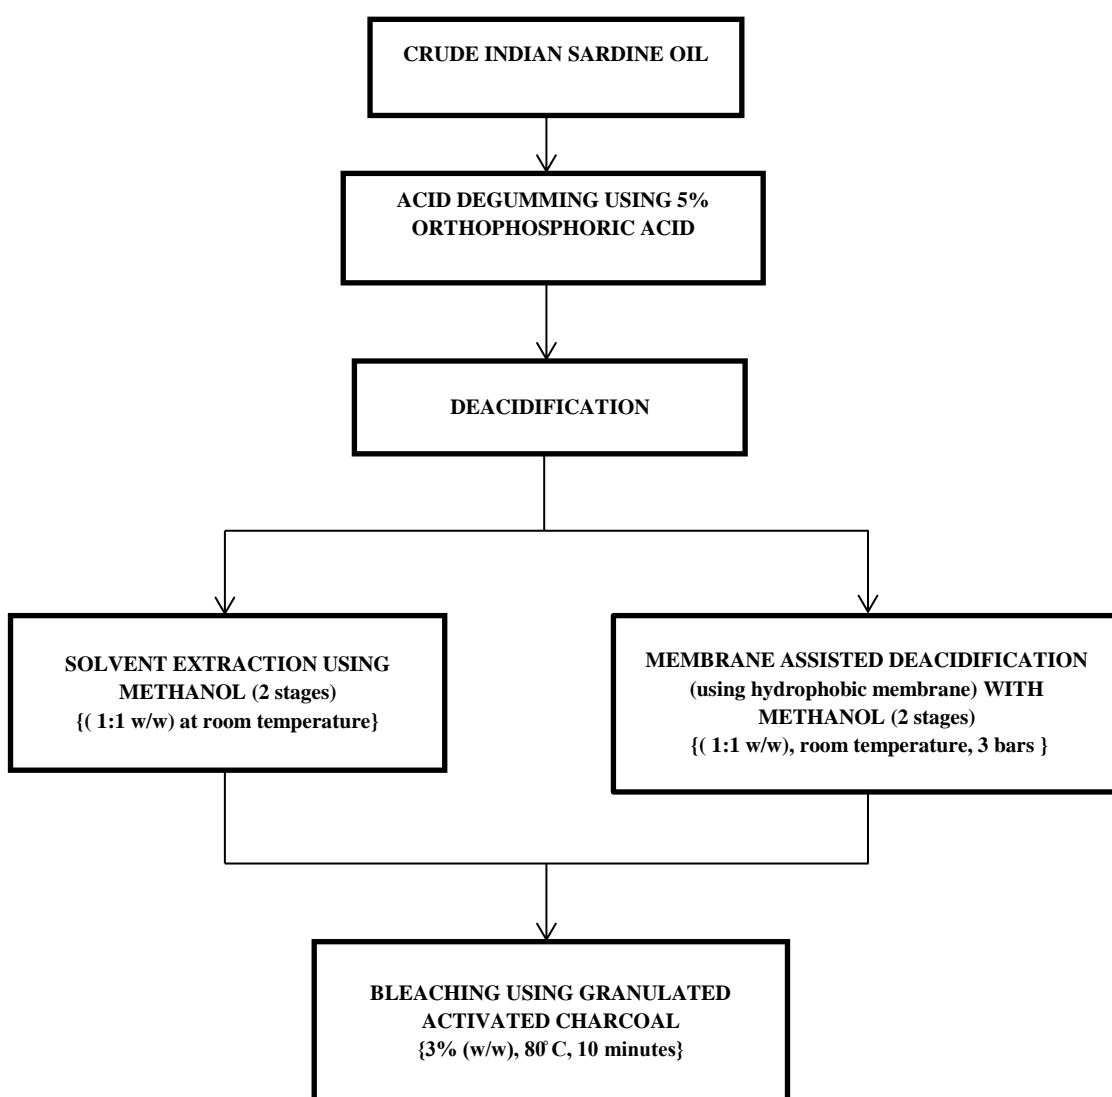 CRUDE INDIAN SARDINE OIL
ACID DEGUMMING USING 5%
ORTHOPHOSPHORIC ACID
DEACIDIFICATION
SOLVENT EXTRACTION USING
METHANOL (2 stages)
{( 1:1 w/w) at room temperature}
MEMBRANE ASSISTED DEACIDIFICATION
(using hydrophobic membrane) WITH
METHANOL (2 stages)
{( 1:1 w/w), room temperature, 3 bars }
BLEACHING USING GRANULATED
ACTIVATED CHARCOAL
{3% (w/w), 80̊ C, 10 minutes}